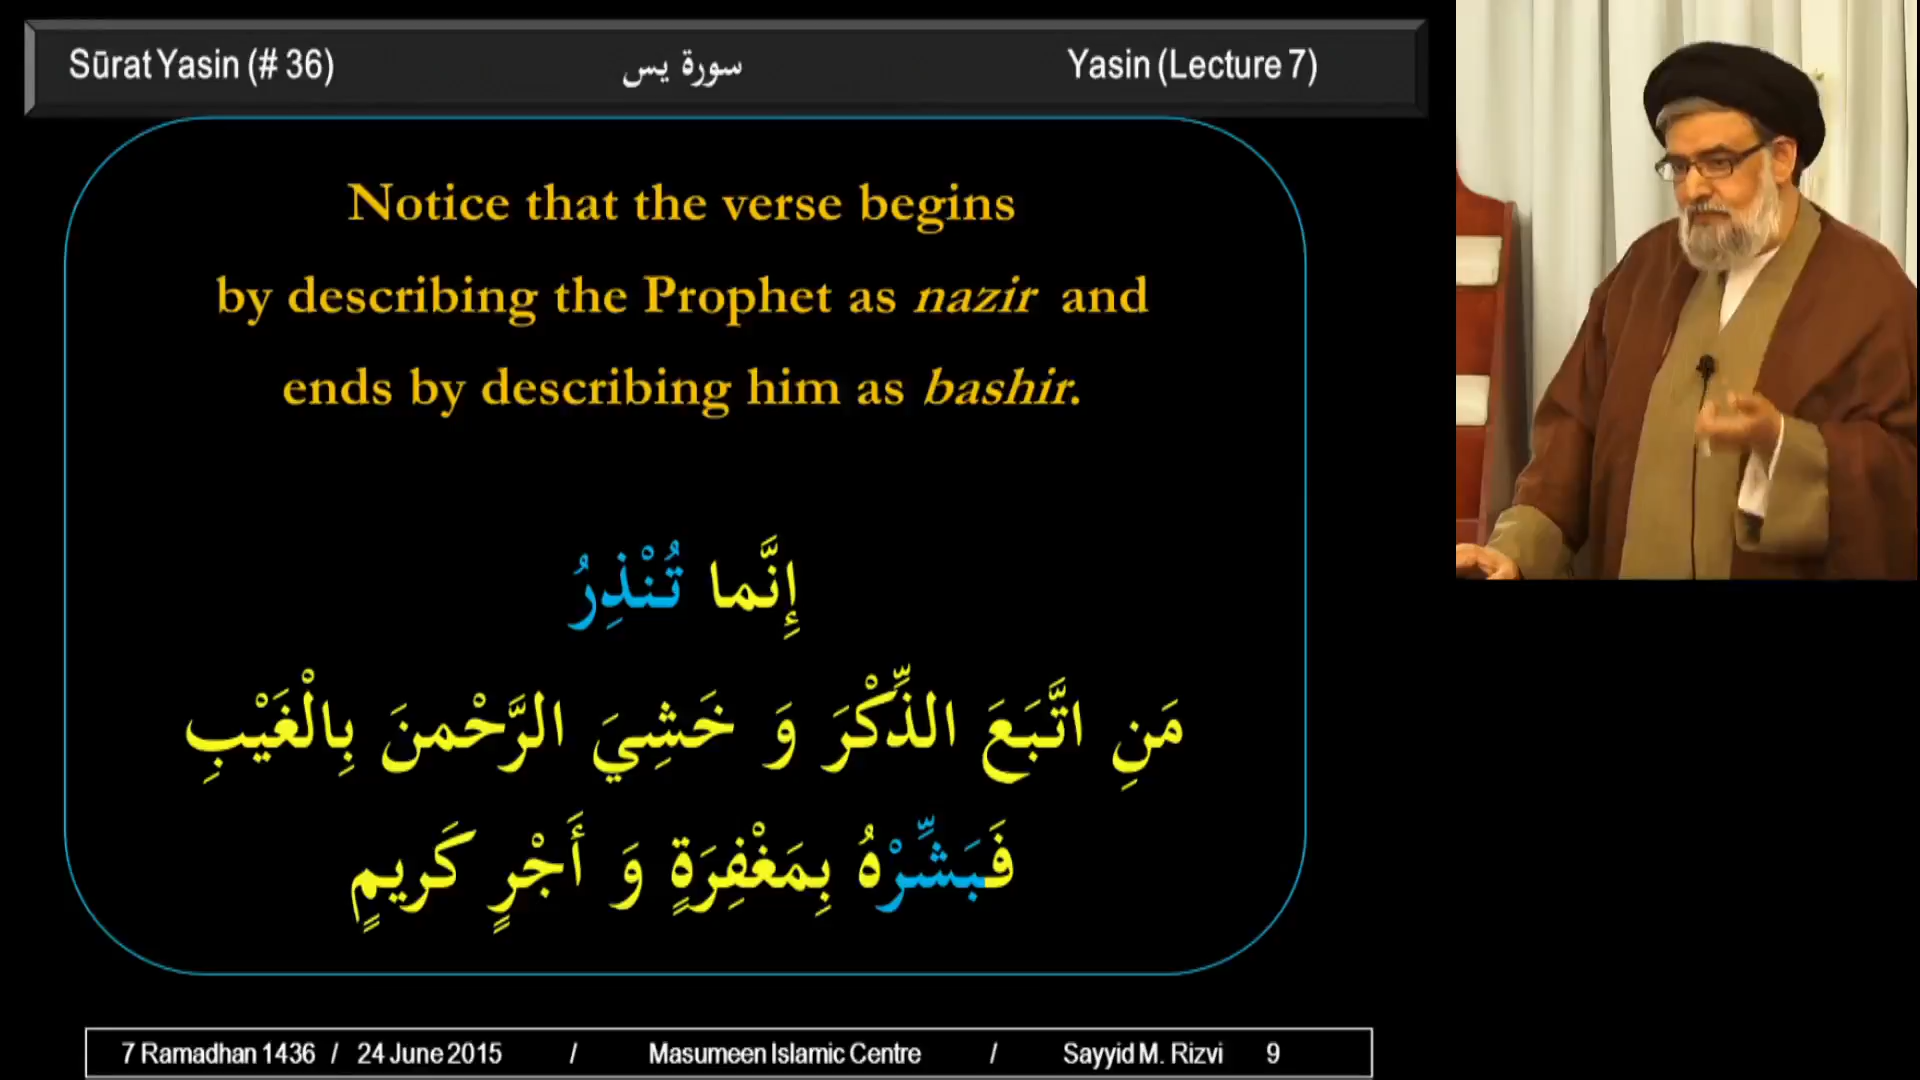 Sūrat Yasin (# 36) سورة يس Yasin (Lecture 7)
Notice that the verse begins
by describing the Prophet as nazir and
ends by describing him as bashir.
إِنَّما تُنْذِرُ
مَنِ اتَّبَعَ الذِّكْرَ وَ خَشِيَ الرَّحْمنَ بِالْغَيْبِ
فَبَشِّرْهُ بِمَغْفِرَةٍ وَ أَجْرٍ كَريمٍ
7 Ramadhan 1436 / 24 June 2015 / Masumeen Islamic Centre / Sayyid M. Rizvi 9